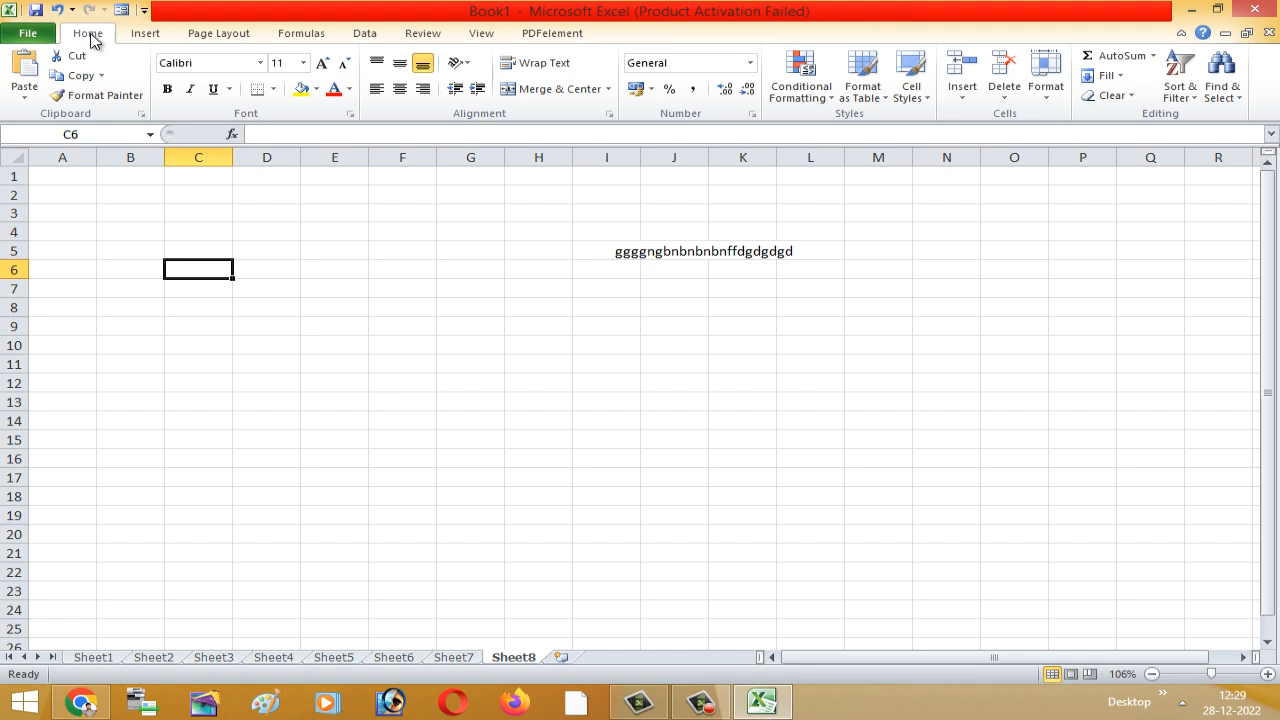 Book1 - Microsoft Excel (Product Activation Failed)
File Home Insert Page Layout Formulas Data Review View PDFelement
Paste Cut Copy Format Painter Clipboard
Calibri 11 B I U A Font
Wrap Text Merge & Center Alignment
General % , Number
Conditional Formatting Format as Table Cell Styles Styles
Insert Delete Format Cells
Σ AutoSum Fill Clear Sort & Filter Find & Select Editing
C6 fx
A B C D E F G H I J K L M N O P Q R
1
2
3
4
5 ggggngbnbnbnbnffdgdgdgd
6
7
8
9
10
11
12
13
14
15
16
17
18
19
20
21
22
23
24
25
26
Sheet1 Sheet2 Sheet3 Sheet4 Sheet5 Sheet6 Sheet7 Sheet8
Ready 106%
Desktop 12:29
28-12-2022